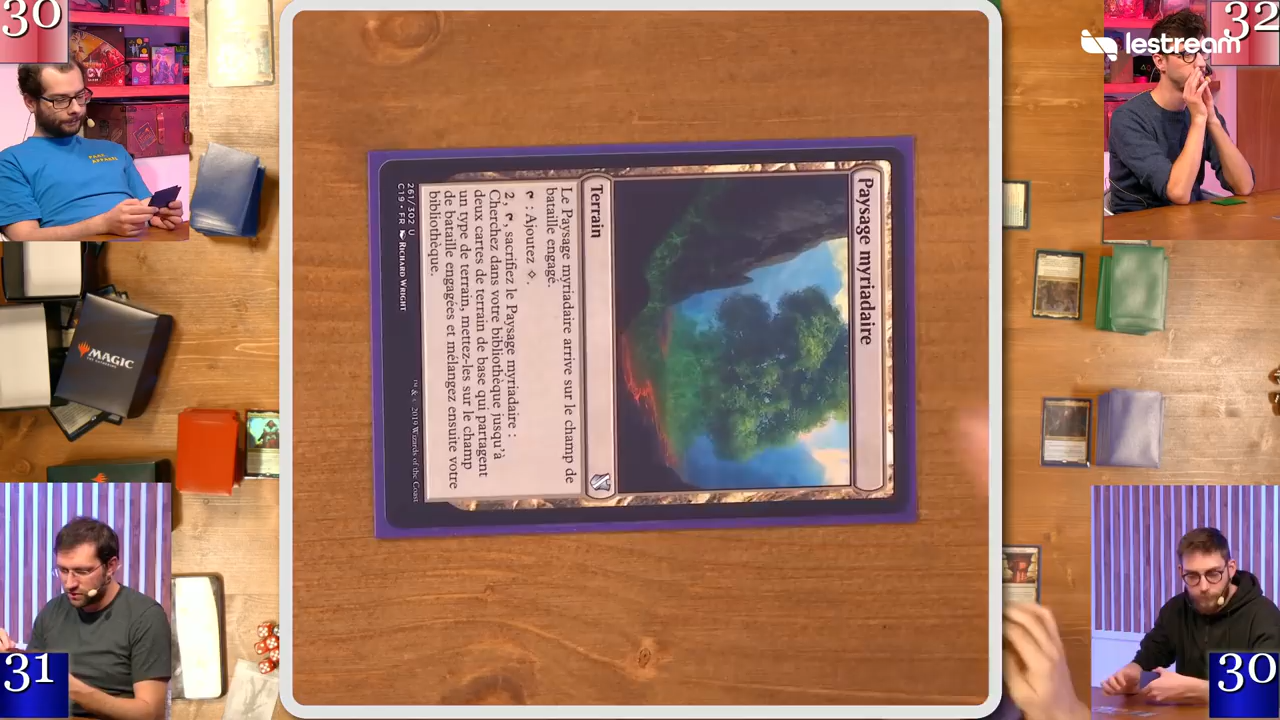 30
32
lestream
Paysage myriadaire
Terrain
Le Paysage myriadaire arrive sur le champ de
bataille engagé.
: Ajoutez
2, , sacrifiez le Paysage myriadaire :
Cherchez dans votre bibliothèque jusqu'à
deux cartes de terrain de base qui partagent
un type de terrain, mettez-les sur le champ
de bataille engagées et mélangez ensuite votre
bibliothèque.
261/302 U
C19 • FR RICHARD WRIGHT
™ & © 2019 Wizards of the Coast
MAGIC
31
30